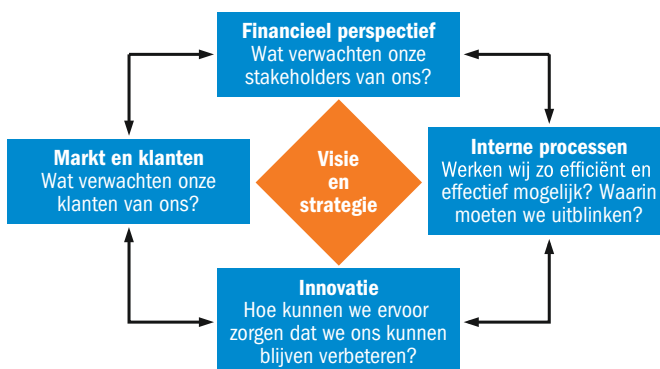 Financieel perspectief
Wat verwachten onze
stakeholders van ons?
Markt en klanten
Wat verwachten onze
klanten van ons?
Visie
en
strategie
Interne processen
Werken wij zo efficiënt en
effectief mogelijk? Waarin
moeten we uitblinken?
Innovatie
Hoe kunnen we ervoor
zorgen dat we ons kunnen
blijven verbeteren?